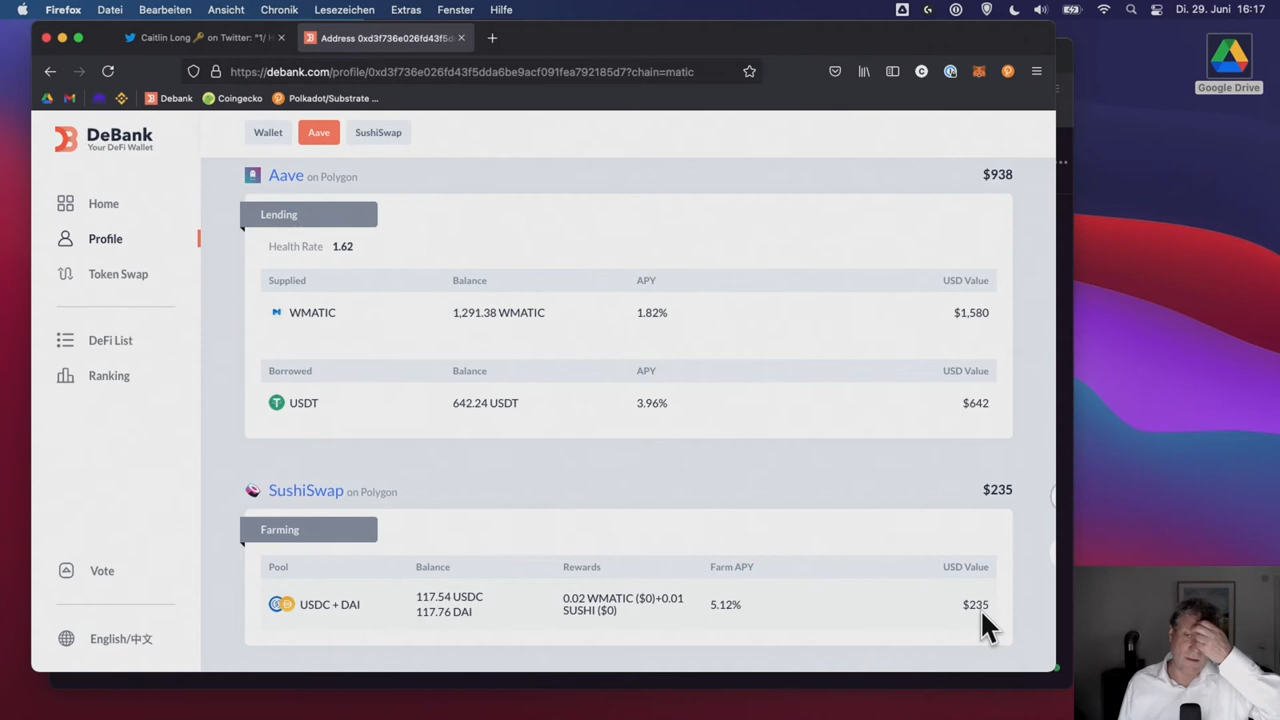 Firefox Datei Bearbeiten Ansicht Chronik Lesezeichen Extras Fenster Hilfe Di. 29. Juni 16:17
Caitlin Long 🔑 on Twitter: "1/ Address 0xd3f736e026fd43f5d
https://debank.com/profile/0xd3f736e026fd43f5dda6be9acf091fea792185d7?chain=matic
Debank Coingecko Polkadot/Substrate ...
Google Drive
DeBank
Your DeFi Wallet
Home
Profile
Token Swap
DeFi List
Ranking
Vote
English/中文
Wallet Aave SushiSwap
Aave on Polygon $938
Lending
Health Rate 1.62
Supplied Balance APY USD Value
WMATIC 1,291.38 WMATIC 1.82% $1,580
Borrowed Balance APY USD Value
USDT 642.24 USDT 3.96% $642
SushiSwap on Polygon $235
Farming
Pool Balance Rewards Farm APY USD Value
USDC + DAI 117.54 USDC 0.02 WMATIC ($0)+0.01 5.12% $235
117.76 DAI SUSHI ($0)